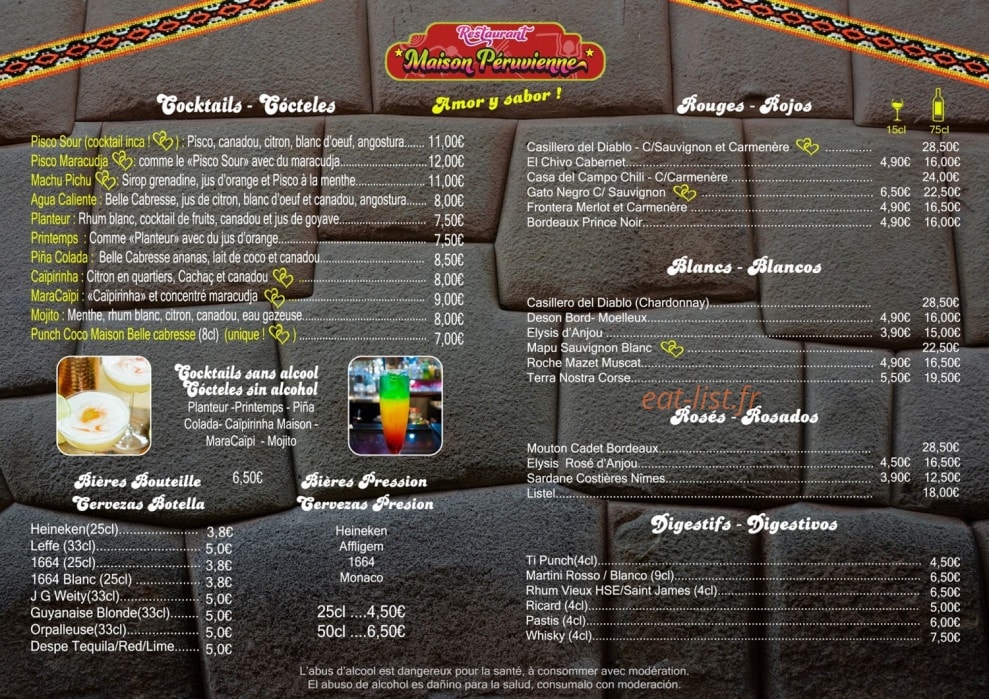 Restaurant
Maison Péruvienne
Amor y sabor !
Cocktails - Cócteles
Pisco Sour (cocktail inca ! ) : Pisco, canadou, citron, blanc d'oeuf, angostura...... 11,00€
Pisco Maracudja : comme le «Pisco Sour» avec du maracudja.................. 12,00€
Machu Pichu : Sirop grenadine, jus d'orange et Pisco à la menthe.................. 11,00€
Agua Caliente : Belle Cabresse, jus de citron, blanc d'oeuf et canadou, angostura....... 8,00€
Planteur : Rhum blanc, cocktail de fruits, canadou et jus de goyave.................. 7,50€
Printemps : Comme «Planteur» avec du jus d'orange.................. 7,50€
Piña Colada : Belle Cabresse ananas, lait de coco et canadou.................. 8,50€
Caïpirinha : Citron en quartiers, Cachaç et canadou .................. 8,00€
MaraCaïpi : «Caïpirinha» et concentré maracudja .................. 9,00€
Mojito : Menthe, rhum blanc, citron, canadou, eau gazeuse.................. 8,00€
Punch Coco Maison Belle cabresse (8cl) (unique ! ) .................. 7,00€
Cocktails sans alcool
Cócteles sin alcohol
Planteur -Printemps - Piña
Colada- Caïpirinha Maison -
MaraCaïpi - Mojito
6,50€
Bières Bouteille
Cervezas Botella
Heineken(25cl).................. 3,8€
Leffe (33cl).................. 5,0€
1664 (25cl).................. 3,8€
1664 Blanc (25cl) .................. 3,8€
J G Weity(33cl).................. 5,0€
Guyanaise Blonde(33cl).................. 5,0€
Orpalleuse(33cl).................. 5,0€
Despe Tequila/Red/Lime....... 5,0€
Bières Pression
Cervezas Presion
Heineken
Affligem
1664
Monaco
25cl ....4,50€
50cl ....6,50€
Rouges - Rojos
15cl 75cl
Casillero del Diablo - C/Sauvignon et Carmenère .................. 28,50€
El Chivo Cabernet.................. 4,90€ 16,00€
Casa del Campo Chili - C/Carmenère .................. 24,00€
Gato Negro C/ Sauvignon .................. 6,50€ 22,50€
Frontera Merlot et Carmenère .................. 4,90€ 16,50€
Bordeaux Prince Noir.................. 4,90€ 16,00€
Blancs - Blancos
Casillero del Diablo (Chardonnay).................. 28,50€
Deson Bord- Moelleux.................. 4,90€ 16,00€
Elysis d'Anjou.................. 3,90€ 15,00€
Mapu Sauvignon Blanc .................. 22,50€
Roche Mazet Muscat.................. 4,90€ 16,50€
Terra Nostra Corse.................. 5,50€ 19,50€
eat-list.fr
Rosés - Rosados
Mouton Cadet Bordeaux.................. 28,50€
Elysis Rosé d'Anjou.................. 4,50€ 16,50€
Sardane Costières Nimes.................. 3,90€ 12,50€
Listel.................. 18,00€
Digestifs - Digestivos
Ti Punch(4cl).................. 4,50€
Martini Rosso / Blanco (9cl).................. 6,50€
Rhum Vieux HSE/Saint James (4cl).................. 6,50€
Ricard (4cl).................. 5,00€
Pastis (4cl).................. 6,00€
Whisky (4cl).................. 7,50€
L'abus d'alcool est dangereux pour la santé, à consommer avec modération.
El abuso de alcohol es dañino para la salud, consumalo con moderación.